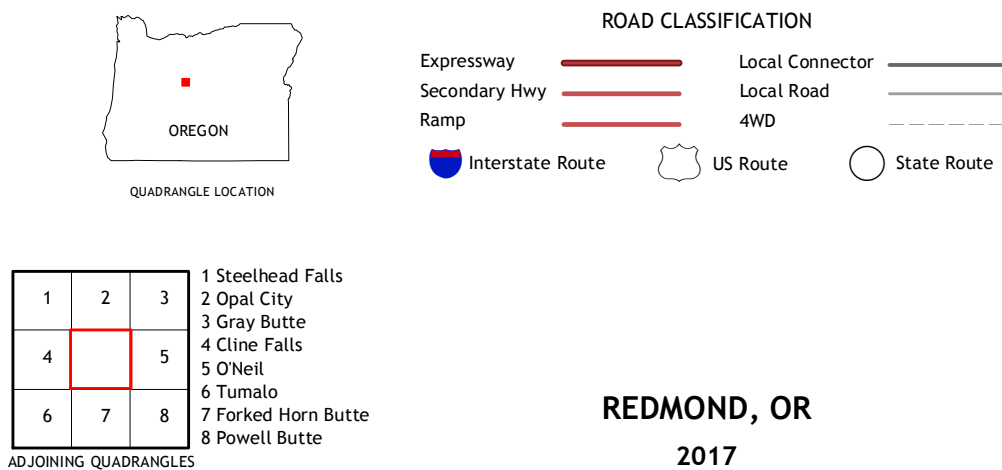 OREGON
QUADRANGLE LOCATION
ROAD CLASSIFICATION
Expressway
Local Connector
Secondary Hwy
Local Road
Ramp
4WD
Interstate Route
US Route
State Route
1 2 3
4 5
6 7 8
ADJOINING QUADRANGLES
1 Steelhead Falls
2 Opal City
3 Gray Butte
4 Cline Falls
5 O'Neil
6 Tumalo
7 Forked Horn Butte
8 Powell Butte
REDMOND, OR
2017